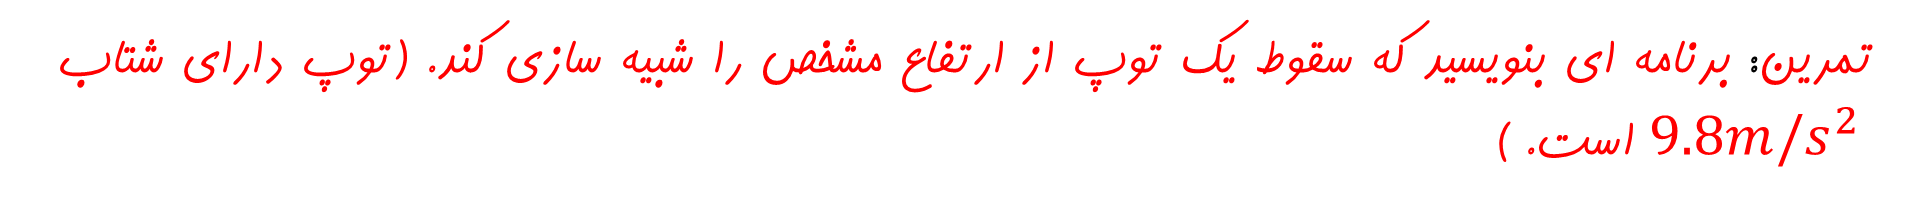 تمرین: برنامه ای بنویسید که سقوط یک توپ از ارتفاع مشخص را شبیه سازی کند. (توپ دارای شتاب
9.8m/s² است. )